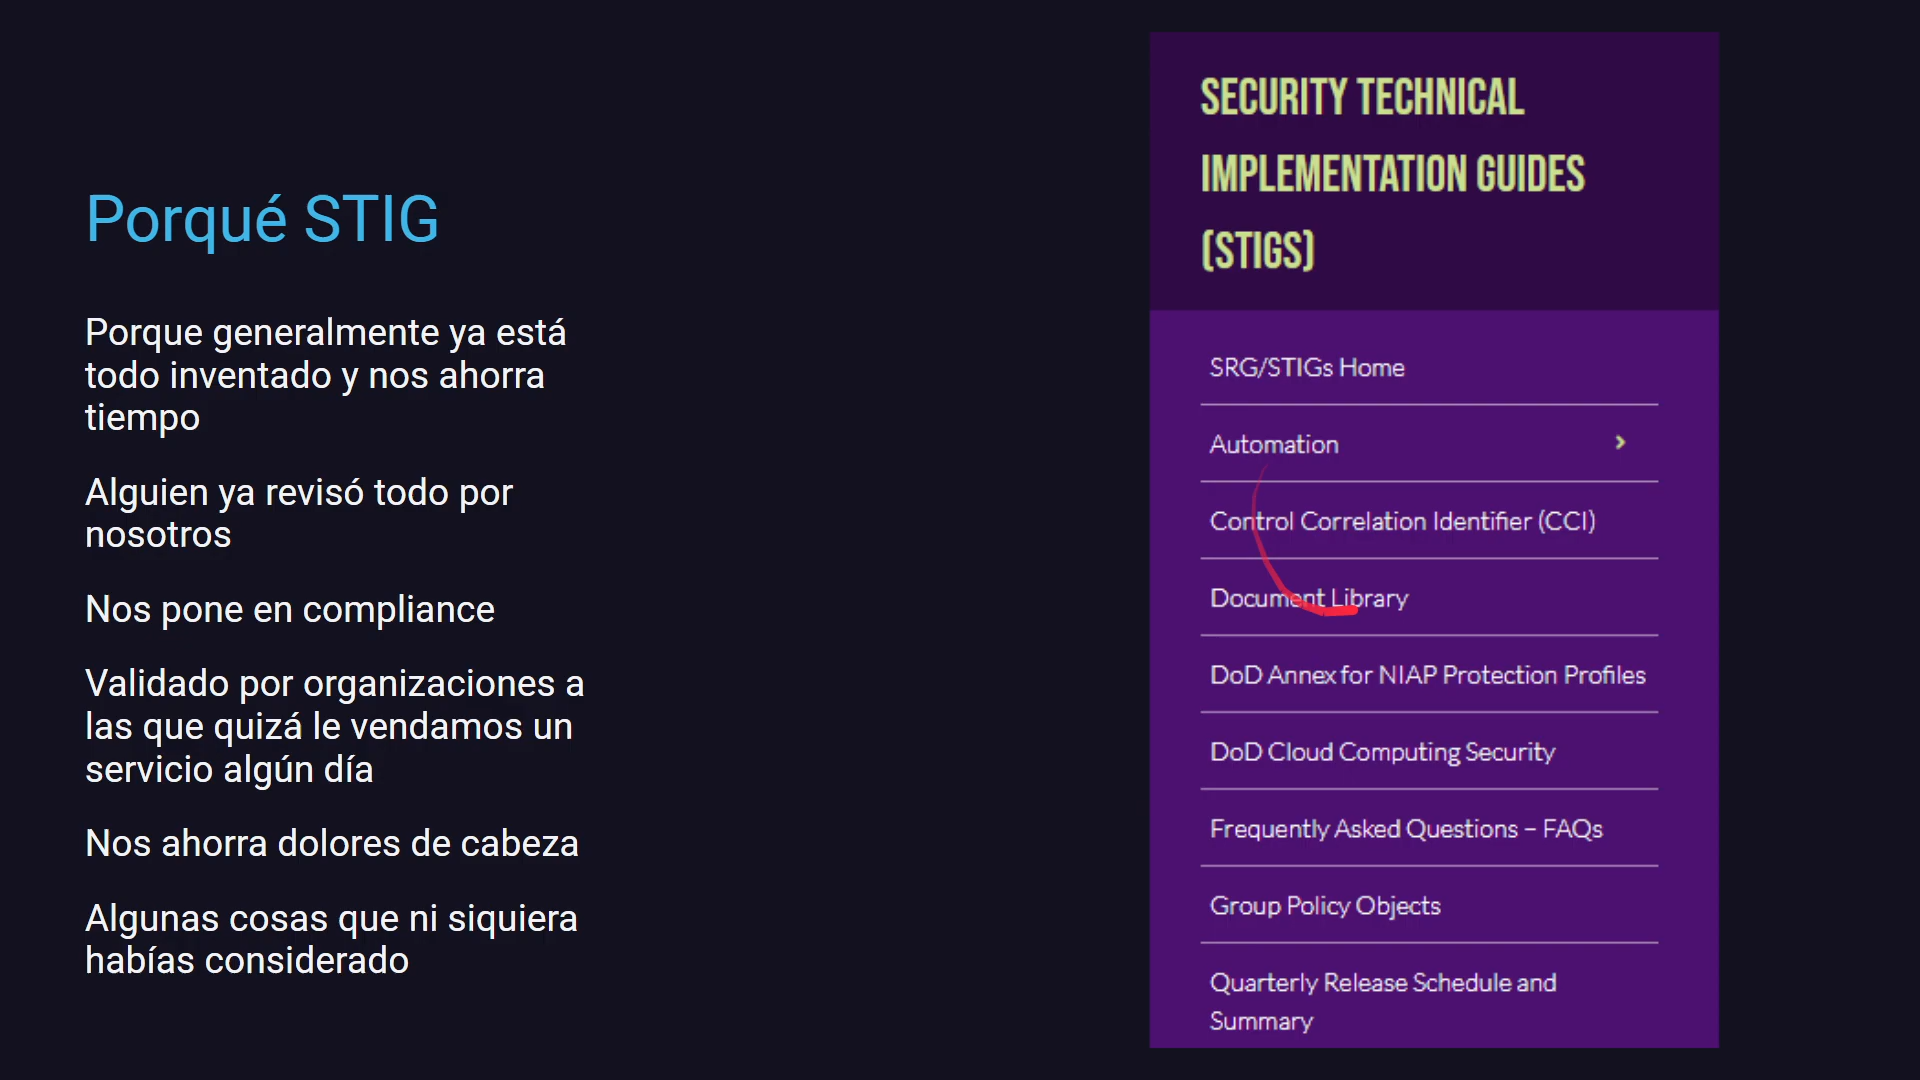 Porqué STIG
Porque generalmente ya está
todo inventado y nos ahorra
tiempo
Alguien ya revisó todo por
nosotros
Nos pone en compliance
Validado por organizaciones a
las que quizá le vendamos un
servicio algún día
Nos ahorra dolores de cabeza
Algunas cosas que ni siquiera
habías considerado
SECURITY TECHNICAL
IMPLEMENTATION GUIDES
(STIGS)
SRG/STIGs Home
Automation
Control Correlation Identifier (CCI)
Document Library
DoD Annex for NIAP Protection Profiles
DoD Cloud Computing Security
Frequently Asked Questions – FAQs
Group Policy Objects
Quarterly Release Schedule and
Summary